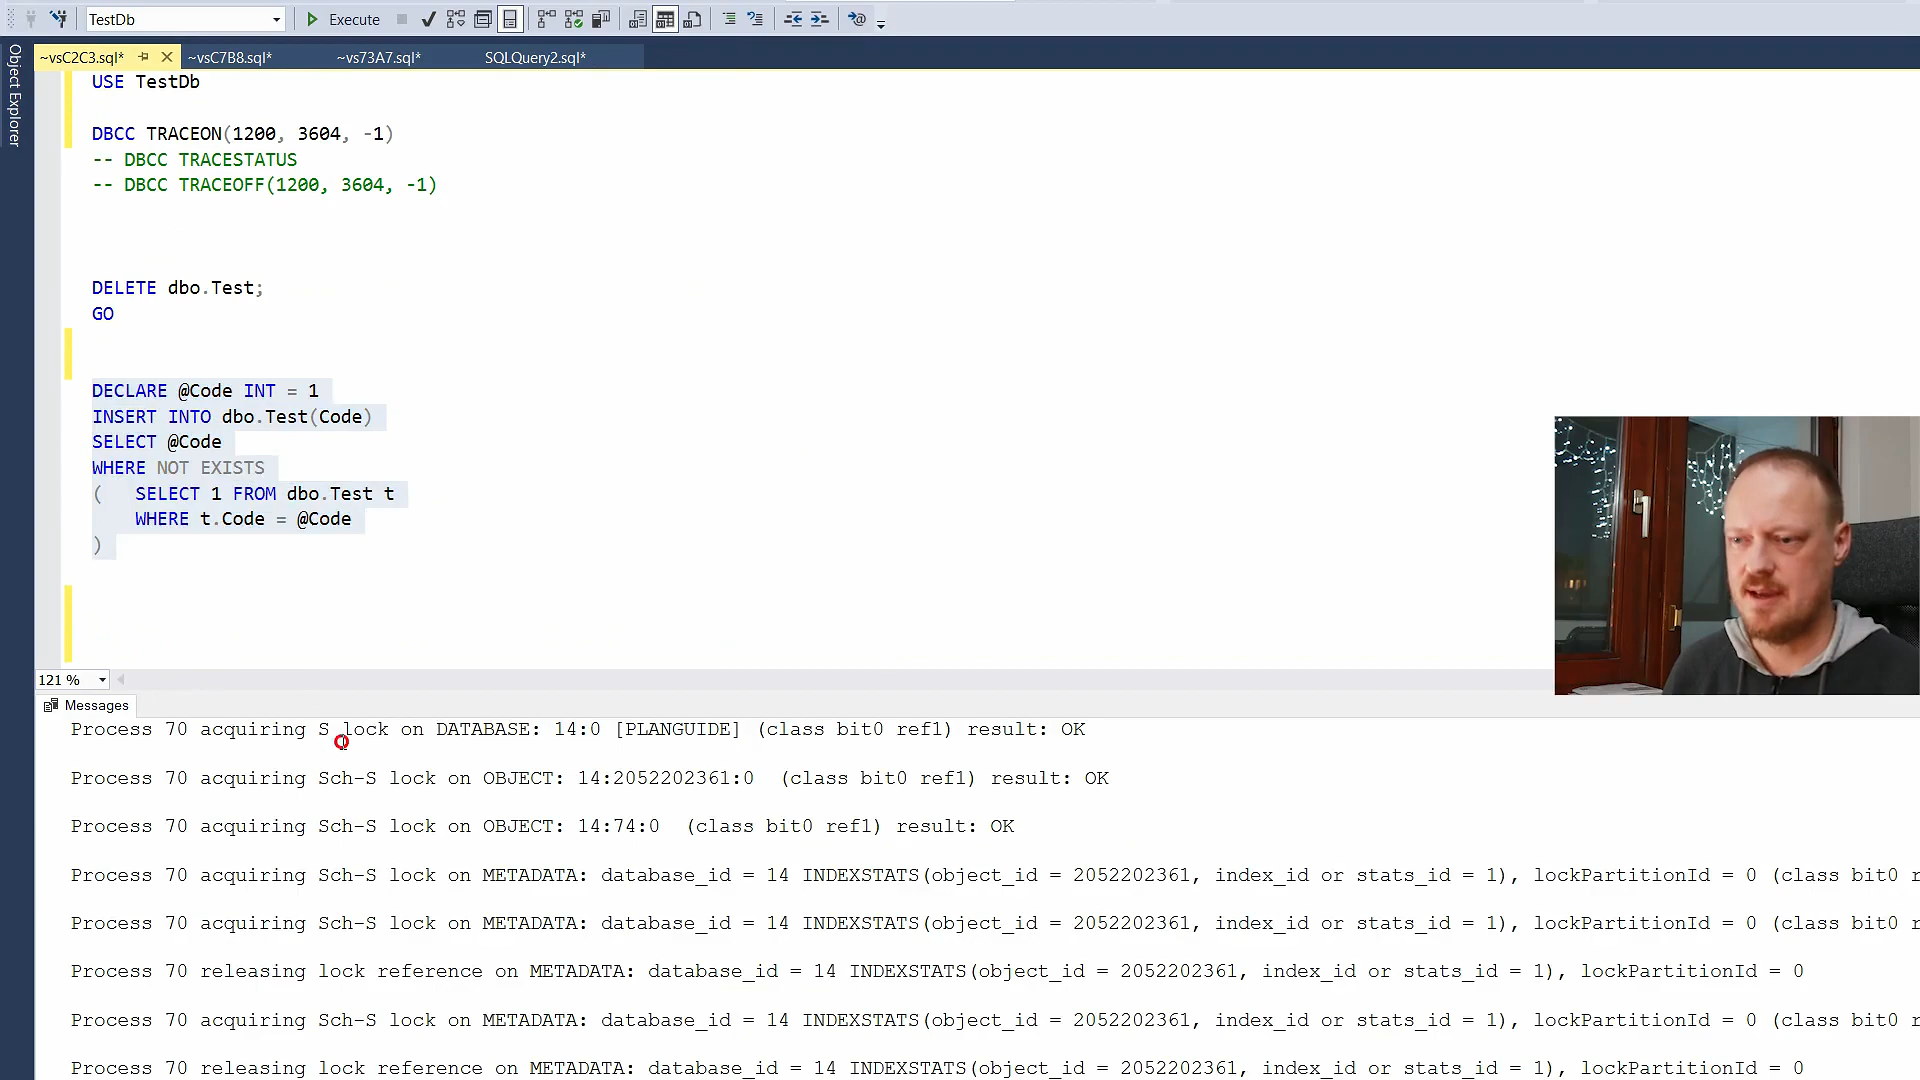 TestDb
Execute
~vsC2C3.sql*
~vsC7B8.sql*
~vs73A7.sql*
SQLQuery2.sql*
Object Explorer
USE TestDb
DBCC TRACEON(1200, 3604, -1)
-- DBCC TRACESTATUS
-- DBCC TRACEOFF(1200, 3604, -1)
DELETE dbo.Test;
GO
DECLARE @Code INT = 1
INSERT INTO dbo.Test(Code)
SELECT @Code
WHERE NOT EXISTS
( SELECT 1 FROM dbo.Test t
WHERE t.Code = @Code
)
121 %
Messages
Process 70 acquiring S lock on DATABASE: 14:0 [PLANGUIDE] (class bit0 ref1) result: OK
Process 70 acquiring Sch-S lock on OBJECT: 14:2052202361:0 (class bit0 ref1) result: OK
Process 70 acquiring Sch-S lock on OBJECT: 14:74:0 (class bit0 ref1) result: OK
Process 70 acquiring Sch-S lock on METADATA: database_id = 14 INDEXSTATS(object_id = 2052202361, index_id or stats_id = 1), lockPartitionId = 0 (class bit0 r
Process 70 acquiring Sch-S lock on METADATA: database_id = 14 INDEXSTATS(object_id = 2052202361, index_id or stats_id = 1), lockPartitionId = 0 (class bit0 r
Process 70 releasing lock reference on METADATA: database_id = 14 INDEXSTATS(object_id = 2052202361, index_id or stats_id = 1), lockPartitionId = 0
Process 70 acquiring Sch-S lock on METADATA: database_id = 14 INDEXSTATS(object_id = 2052202361, index_id or stats_id = 1), lockPartitionId = 0 (class bit0 r
Process 70 releasing lock reference on METADATA: database_id = 14 INDEXSTATS(object_id = 2052202361, index_id or stats_id = 1), lockPartitionId = 0